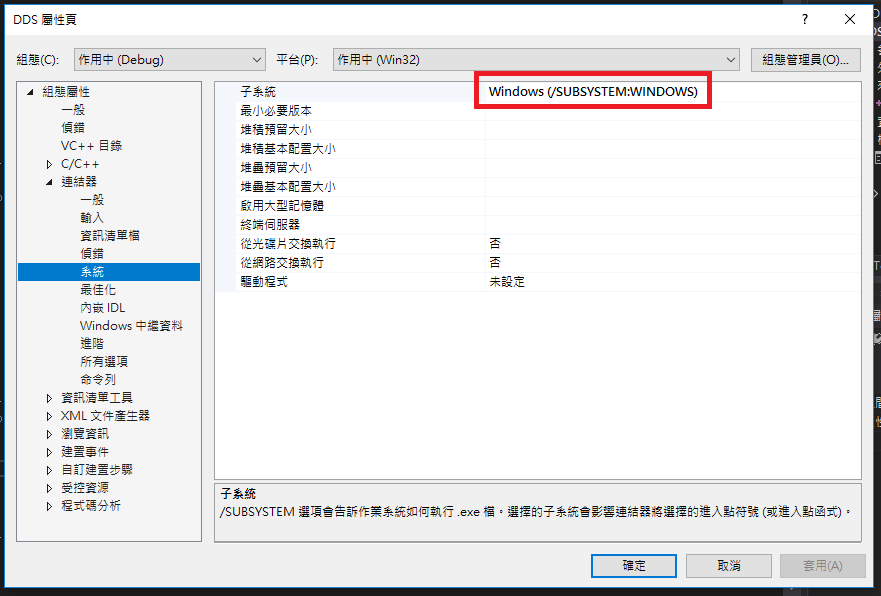 DDS 屬性頁
?
組態(C): 作用中 (Debug) 平台(P): 作用中 (Win32) 組態管理員(O)...
組態屬性
一般
偵錯
VC++ 目錄
C/C++
連結器
一般
輸入
資訊清單檔
偵錯
系統
最佳化
內嵌 IDL
Windows 中繼資料
進階
所有選項
命令列
資訊清單工具
XML 文件產生器
瀏覽資訊
建置事件
自訂建置步驟
受控資源
程式碼分析
子系統 Windows (/SUBSYSTEM:WINDOWS)
最小必要版本
堆積預留大小
堆積基本配置大小
堆疊預留大小
堆疊基本配置大小
啟用大型記憶體
終端伺服器
從光碟片交換執行 否
從網路交換執行 否
驅動程式 未設定
子系統
/SUBSYSTEM 選項會告訴作業系統如何執行 .exe 檔。選擇的子系統會影響連結器將選擇的進入點符號 (或進入點函式)。
確定 取消 套用(A)